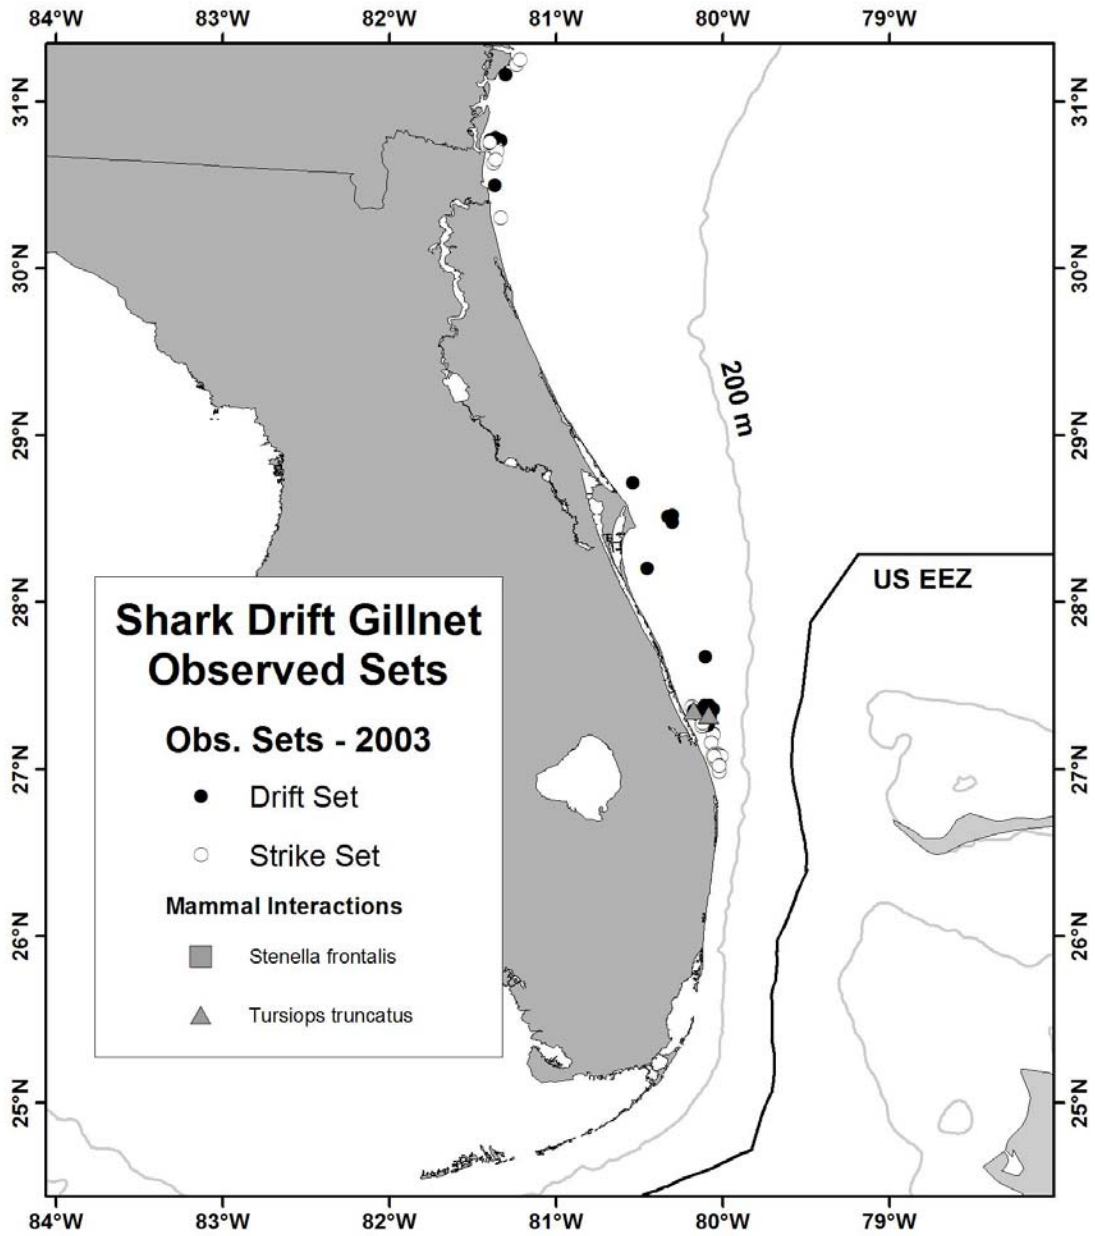 84°W 83°W 82°W 81°W 80°W 79°W
31°N 31°N
30°N 30°N
200 m
29°N 29°N
US EEZ
28°N 28°N
Shark Drift Gillnet
Observed Sets
Obs. Sets - 2003
27°N 27°N
Drift Set
Strike Set
Mammal Interactions
26°N 26°N
Stenella frontalis
Tursiops truncatus
25°N 25°N
84°W 83°W 82°W 81°W 80°W 79°W